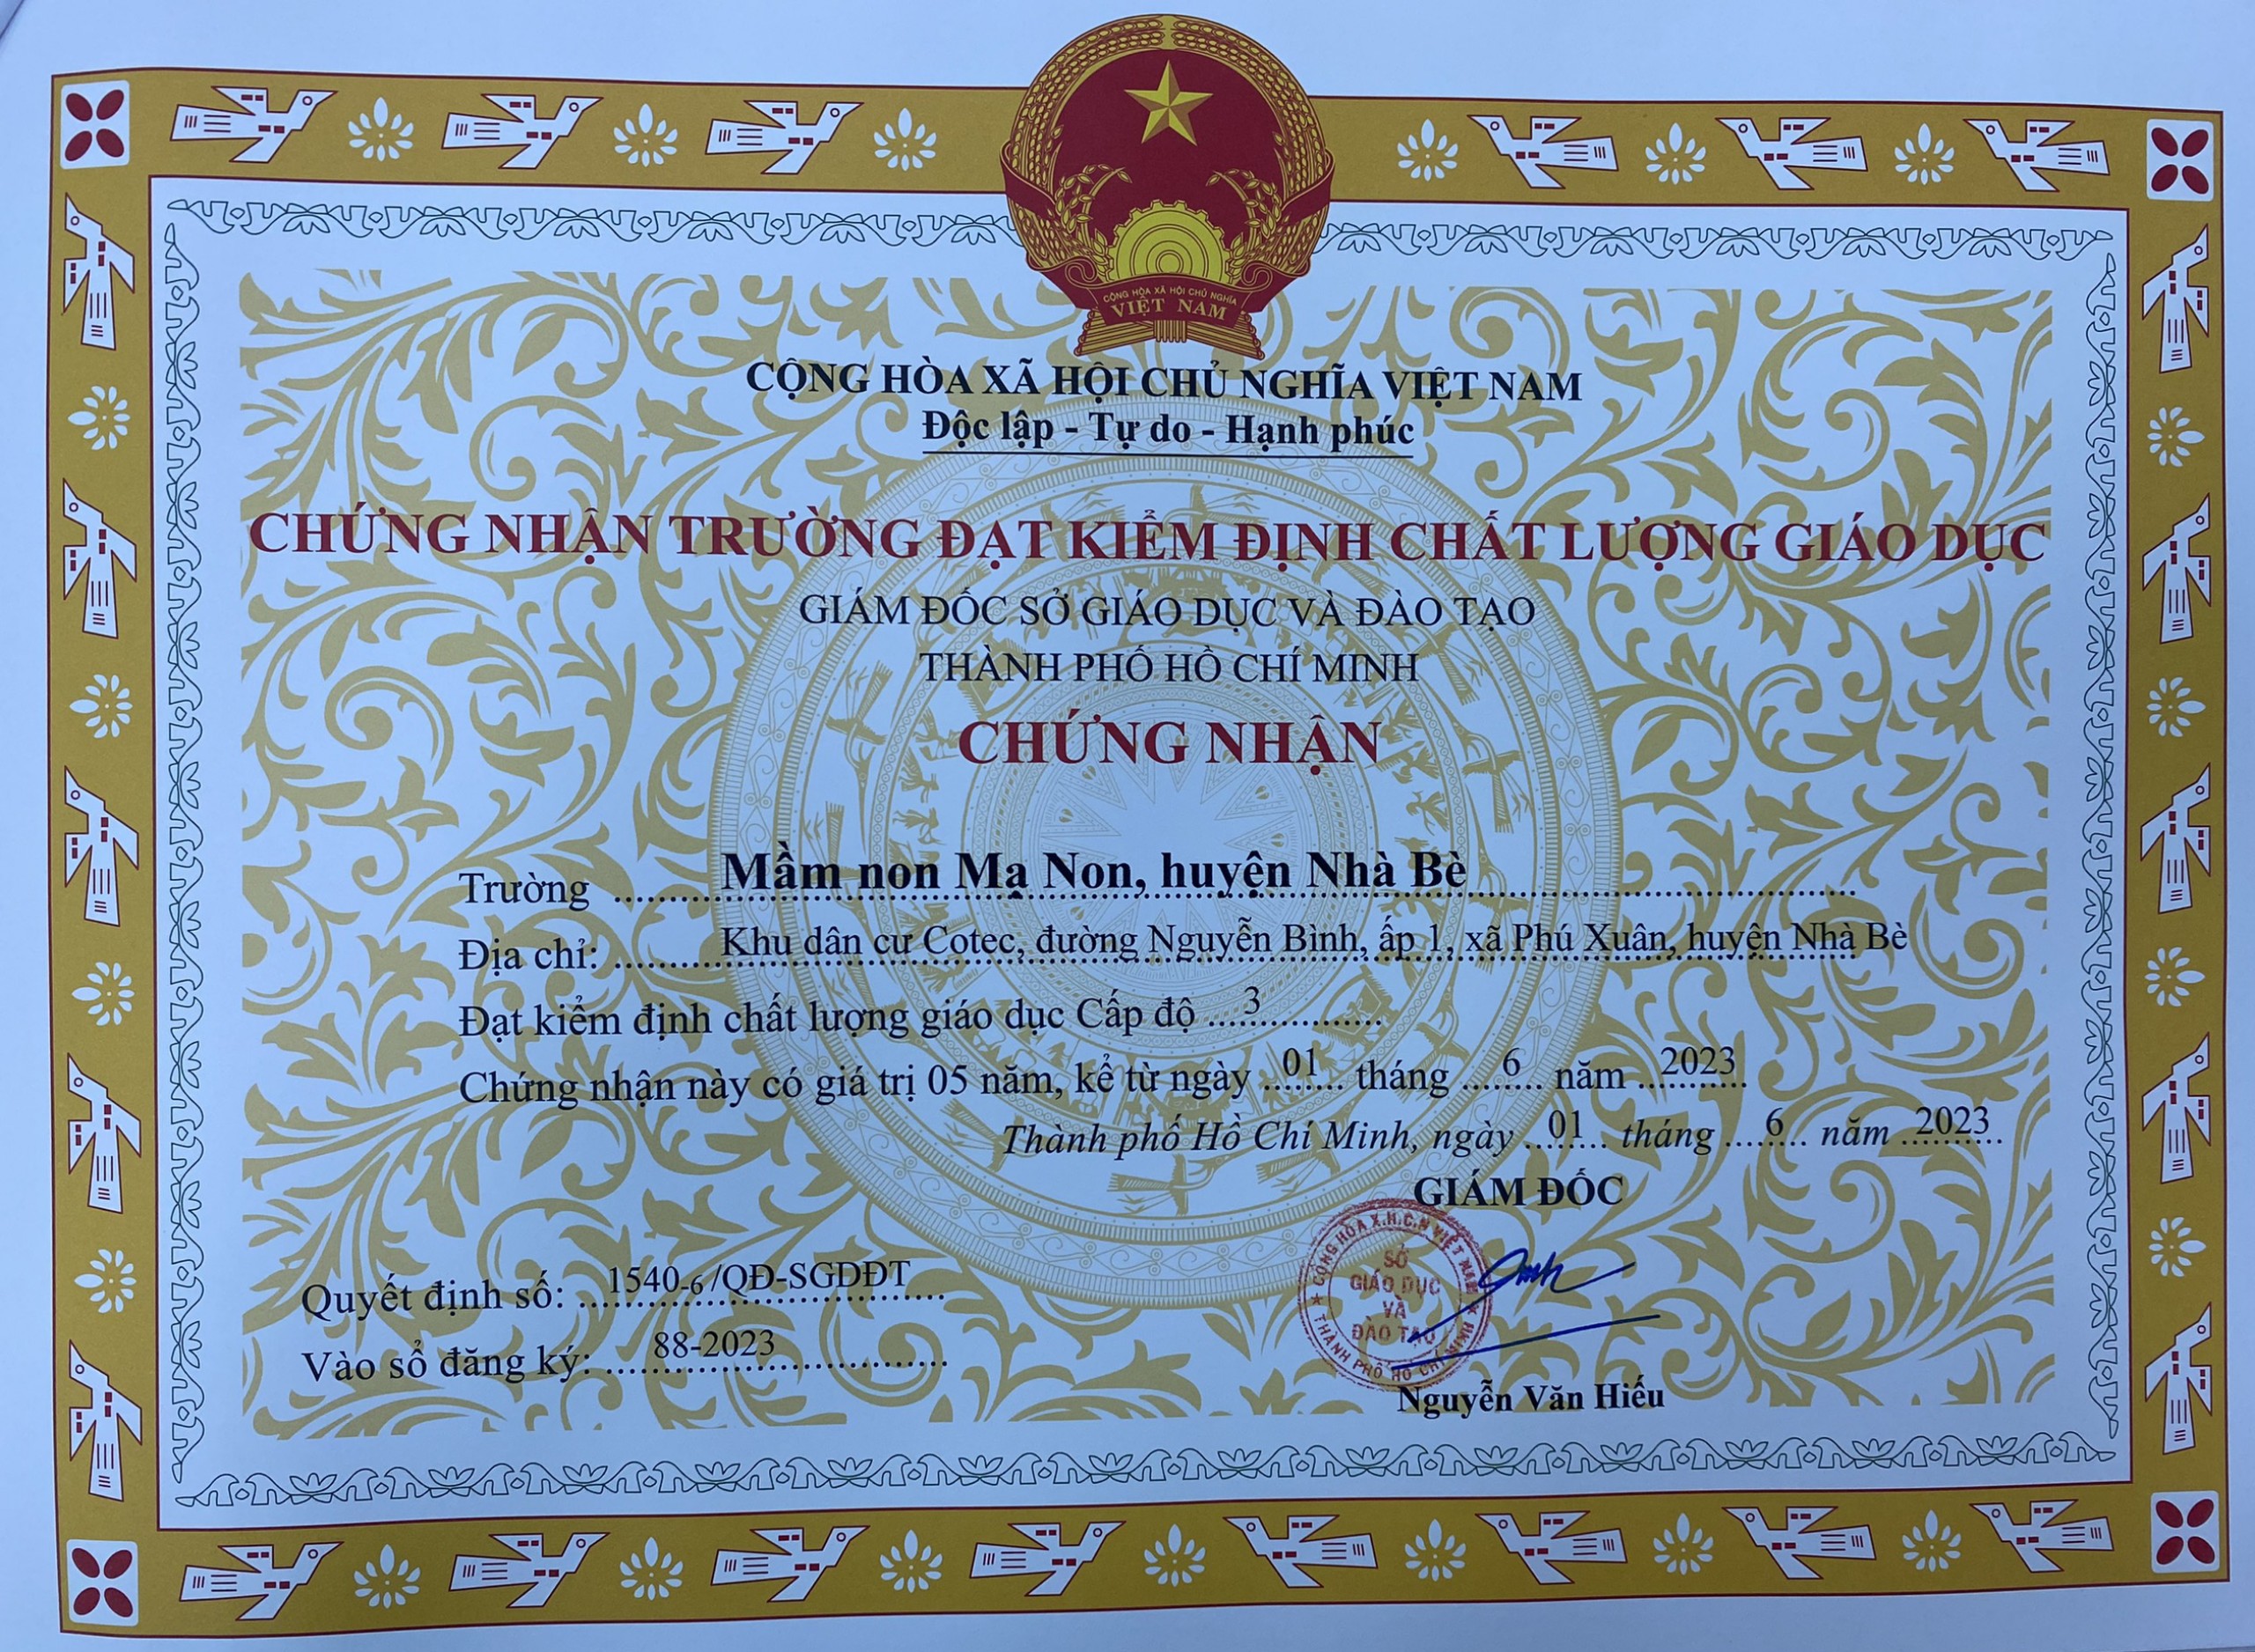 CỘNG HÒA XÃ HỘI CHỦ NGHĨA
VIỆT NAM
CỘNG HÒA XÃ HỘI CHỦ NGHĨA VIỆT NAM
Độc lập - Tự do - Hạnh phúc
CHỨNG NHẬN TRƯỜNG ĐẠT KIỂM ĐỊNH CHẤT LƯỢNG GIÁO DỤC
GIÁM ĐỐC SỞ GIÁO DỤC VÀ ĐÀO TẠO
THÀNH PHỐ HỒ CHÍ MINH
CHỨNG NHẬN
Trường Mầm non Mạ Non, huyện Nhà Bè
Địa chỉ: Khu dân cư Cotec, đường Nguyễn Bình, ấp 1, xã Phú Xuân, huyện Nhà Bè
Đạt kiểm định chất lượng giáo dục Cấp độ 3
Chứng nhận này có giá trị 05 năm, kể từ ngày 01 tháng 6 năm 2023
Thành phố Hồ Chí Minh, ngày 01 tháng 6 năm 2023
GIÁM ĐỐC
CỘNG HÒA X.H.C.N VIỆT NAM
SỞ
GIÁO DỤC
VÀ
ĐÀO TẠO
THÀNH PHỐ HỒ CHÍ MINH
Quyết định số: 1540-6/QĐ-SGDĐT
Vào sổ đăng ký: 88-2023
Nguyễn Văn Hiếu